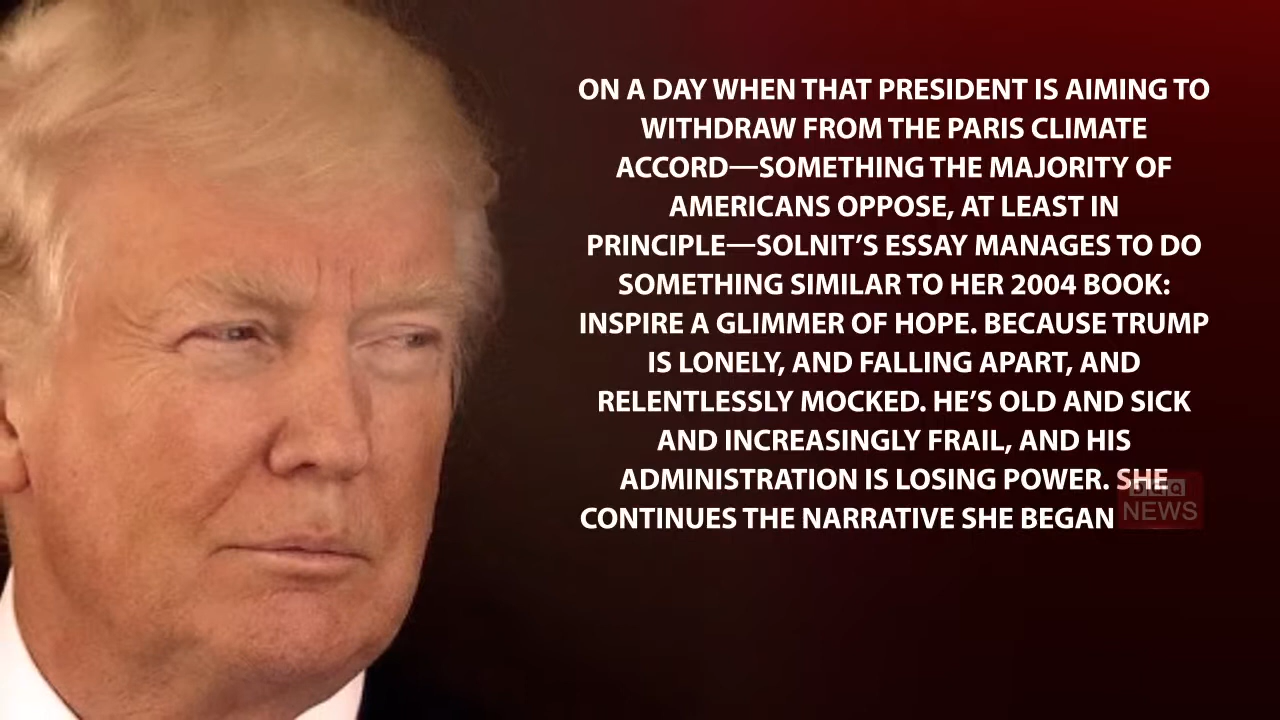 ON A DAY WHEN THAT PRESIDENT IS AIMING TO
WITHDRAW FROM THE PARIS CLIMATE
ACCORD—SOMETHING THE MAJORITY OF
AMERICANS OPPOSE, AT LEAST IN
PRINCIPLE—SOLNIT’S ESSAY MANAGES TO DO
SOMETHING SIMILAR TO HER 2004 BOOK:
INSPIRE A GLIMMER OF HOPE. BECAUSE TRUMP
IS LONELY, AND FALLING APART, AND
RELENTLESSLY MOCKED. HE’S OLD AND SICK
AND INCREASINGLY FRAIL, AND HIS
ADMINISTRATION IS LOSING POWER. SHE
CONTINUES THE NARRATIVE SHE BEGAN
NEWS